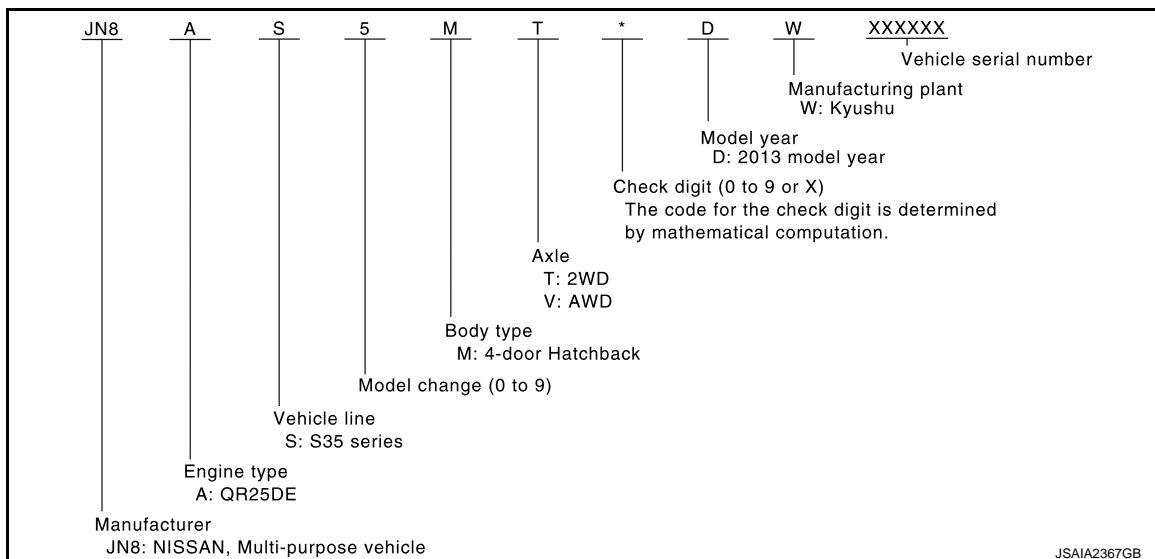 JN8 A S 5 M T * D W XXXXXX
Vehicle serial number
Manufacturing plant
W: Kyushu
Model year
D: 2013 model year
Check digit (0 to 9 or X)
The code for the check digit is determined
by mathematical computation.
Axle
T: 2WD
V: AWD
Body type
M: 4-door Hatchback
Model change (0 to 9)
Vehicle line
S: S35 series
Engine type
A: QR25DE
Manufacturer
JN8: NISSAN, Multi-purpose vehicle
JSAIA2367GB